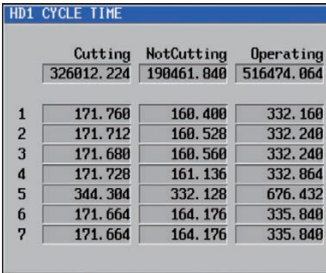 HD1 CYCLE TIME
Cutting NotCutting Operating
326012.224 190461.840 516474.064
1 171.760 160.400 332.160
2 171.712 160.528 332.240
3 171.680 160.560 332.240
4 171.728 161.136 332.864
5 344.304 332.128 676.432
6 171.664 164.176 335.840
7 171.664 164.176 335.840